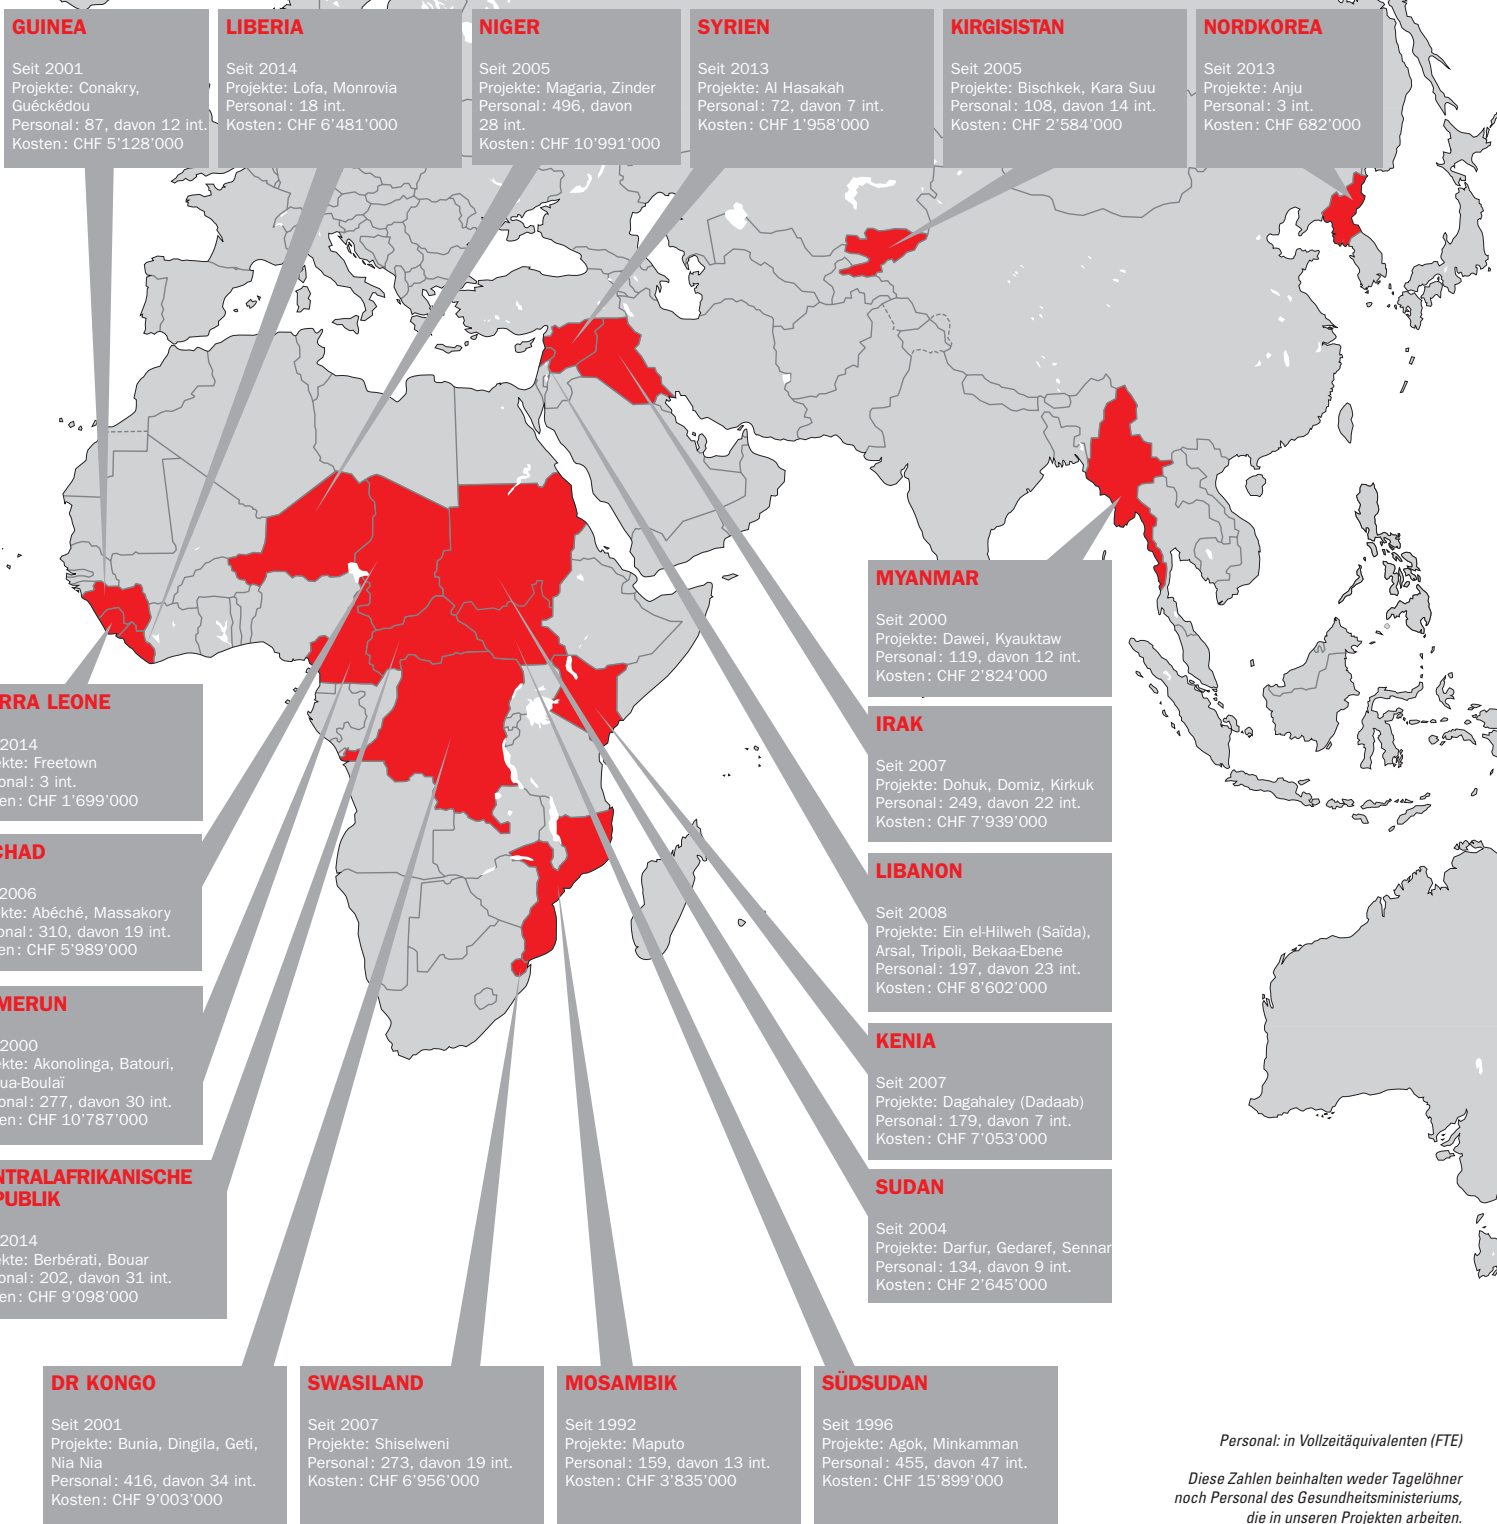 GUINEA
Seit 2001
Projekte: Conakry,
Guéckédou
Personal: 87, davon 12 int.
Kosten: CHF 5’128’000
LIBERIA
Seit 2014
Projekte: Lofa, Monrovia
Personal: 18 int.
Kosten: CHF 6’481’000
NIGER
Seit 2005
Projekte: Magaria, Zinder
Personal: 496, davon
28 int.
Kosten: CHF 10’991’000
SYRIEN
Seit 2013
Projekte: Al Hasakah
Personal: 72, davon 7 int.
Kosten: CHF 1’958’000
KIRGISISTAN
Seit 2005
Projekte: Bischkek, Kara Suu
Personal: 108, davon 14 int.
Kosten: CHF 2’584’000
NORDKOREA
Seit 2013
Projekte: Anju
Personal: 3 int.
Kosten: CHF 682’000
MYANMAR
Seit 2000
Projekte: Dawei, Kyauktaw
Personal: 119, davon 12 int.
Kosten: CHF 2’824’000
RRA LEONE
2014
ekte: Freetown
onal: 3 int.
en: CHF 1’699’000
IRAK
Seit 2007
Projekte: Dohuk, Domiz, Kirkuk
Personal: 249, davon 22 int.
Kosten: CHF 7’939’000
CHAD
2006
ekte: Abéché, Massakory
onal: 310, davon 19 int.
en: CHF 5’989’000
LIBANON
Seit 2008
Projekte: Ein el-Hilweh (Saïda),
Arsal, Tripoli, Bekaa-Ebene
Personal: 197, davon 23 int.
Kosten: CHF 8’602’000
MERUN
2000
ekte: Akonolinga, Batouri,
ua-Boulaï
onal: 277, davon 30 int.
en: CHF 10’787’000
KENIA
Seit 2007
Projekte: Dagahaley (Dadaab)
Personal: 179, davon 7 int.
Kosten: CHF 7’053’000
NTRALAFRIKANISCHE
PUBLIK
2014
ekte: Berbérati, Bouar
onal: 202, davon 31 int.
en: CHF 9’098’000
SUDAN
Seit 2004
Projekte: Darfur, Gedaref, Sennar
Personal: 134, davon 9 int.
Kosten: CHF 2’645’000
DR KONGO
Seit 2001
Projekte: Bunia, Dingila, Geti,
Nia Nia
Personal: 416, davon 34 int.
Kosten: CHF 9’003’000
SWASILAND
Seit 2007
Projekte: Shiselweni
Personal: 273, davon 19 int.
Kosten: CHF 6’956’000
MOSAMBIK
Seit 1992
Projekte: Maputo
Personal: 159, davon 13 int.
Kosten: CHF 3’835’000
SÜDSUDAN
Seit 1996
Projekte: Agok, Minkamman
Personal: 455, davon 47 int.
Kosten: CHF 15’899’000
Personal: in Vollzeitäquivalenten (FTE)
Diese Zahlen beinhalten weder Tagelöhner
noch Personal des Gesundheitsministeriums,
die in unseren Projekten arbeiten.